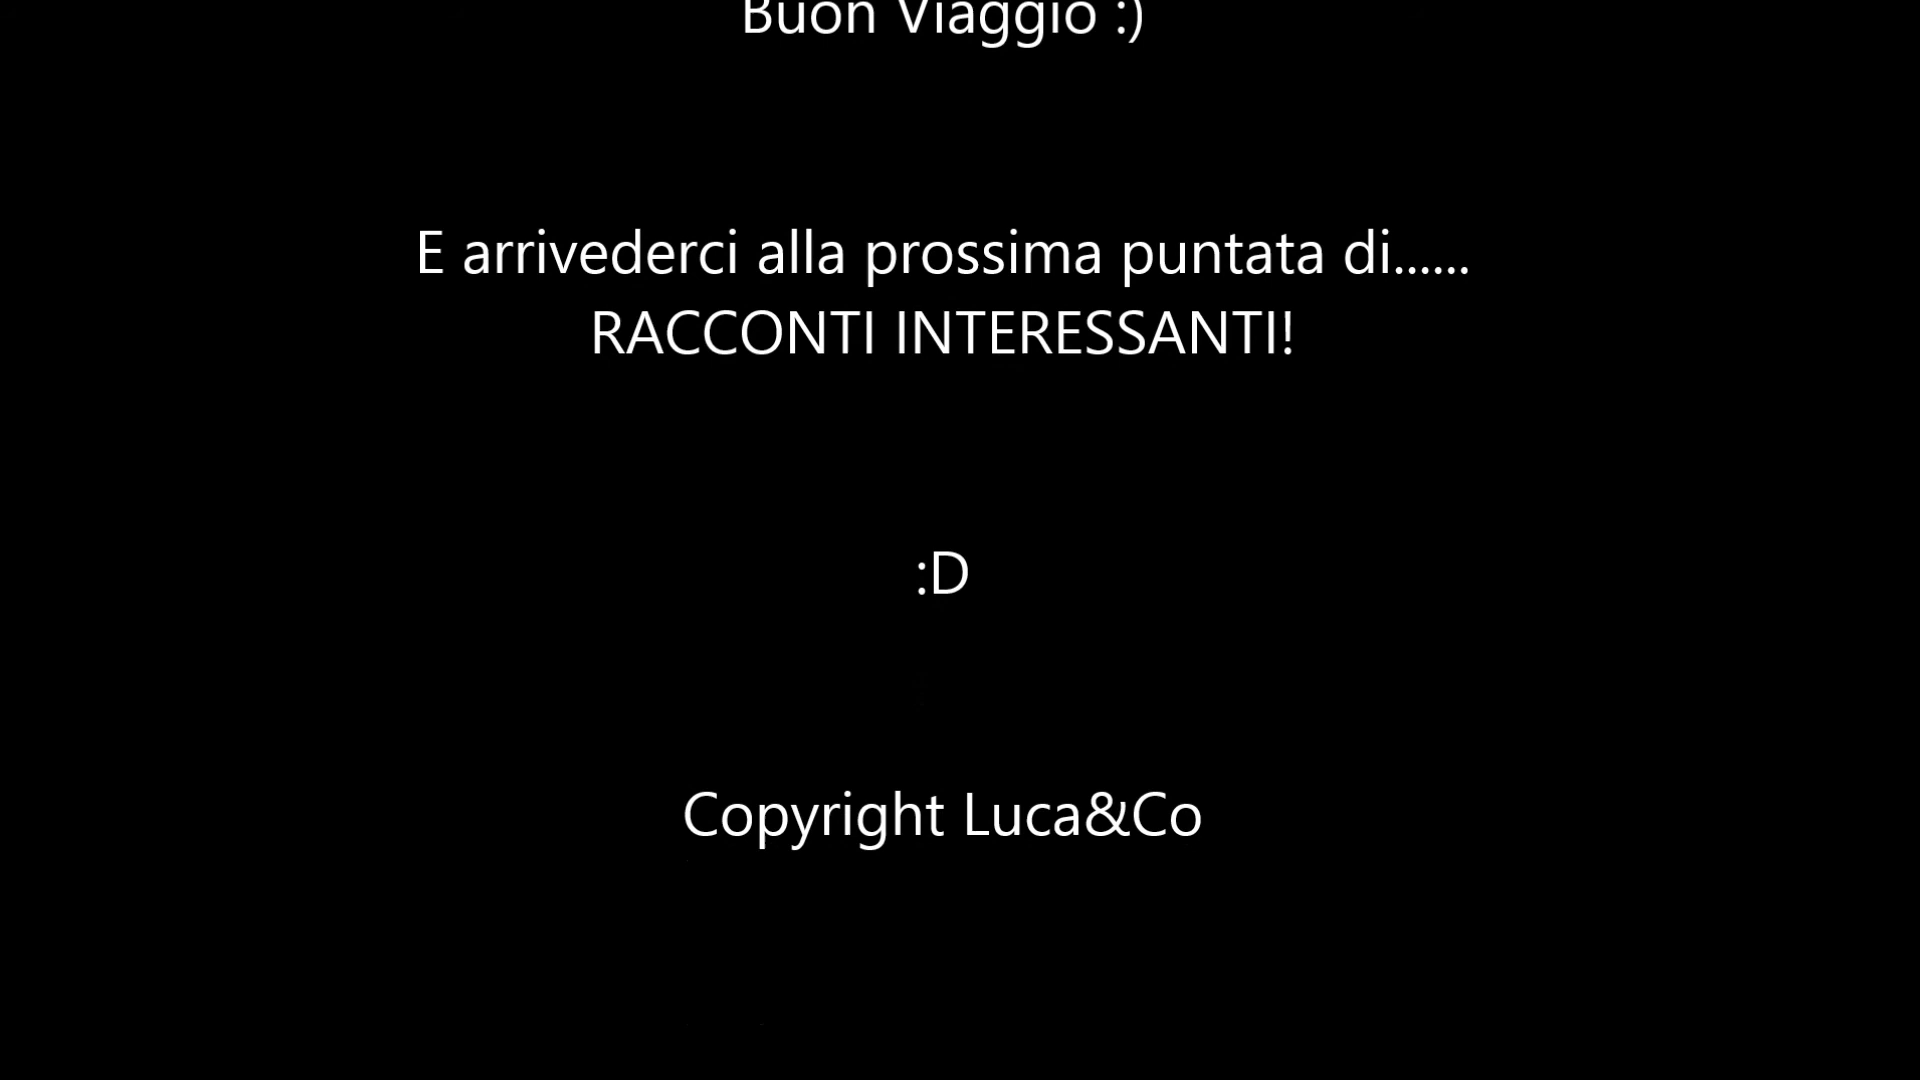 Buon Viaggio :)
E arrivederci alla prossima puntata di......
RACCONTI INTERESSANTI!
:D
Copyright Luca&Co